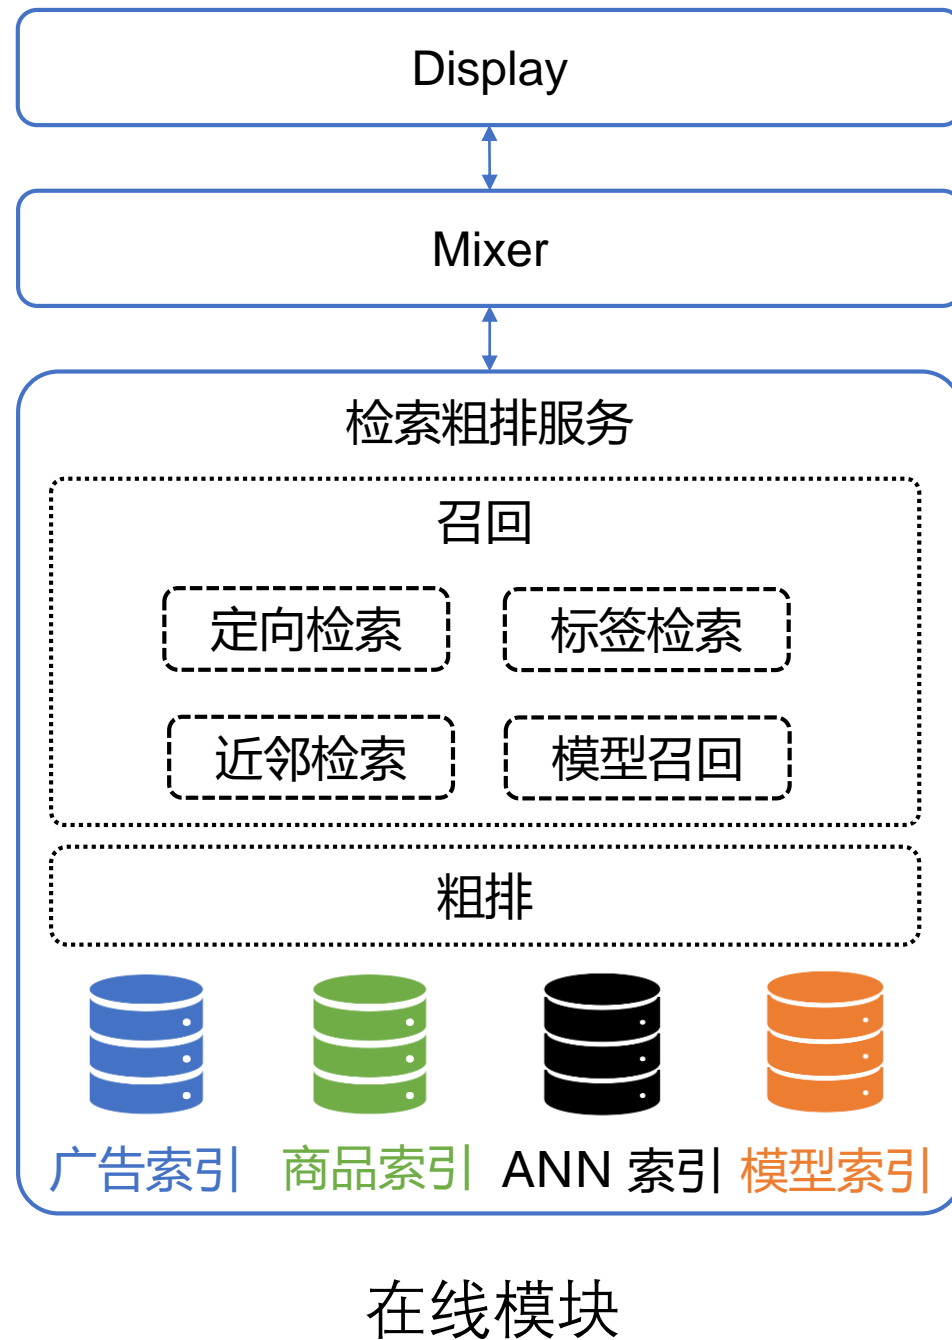 Display
Mixer
检索粗排服务
召回
定向检索
标签检索
近邻检索
模型召回
粗排
广告索引
商品索引
ANN 索引
模型索引
在线模块